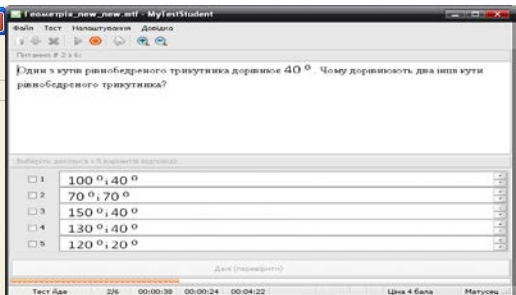 Геометрія_new_new.mtf - MyTestStudent
Файл Тест Налаштування Довідка
Питання # 2 з 6:
Один з кутів рівнобедреного трикутника дорівнює 40 º . Чому дорівнюють два інші кути
рівнобедреного трикутника?
Виберіть декілька з 5 варіантів відповіді:
1 100 º і 40 º
2 70 º і 70 º
3 150 º і 40 º
4 130 º і 40 º
5 120 º і 20 º
Далі (перевірити)
Тест йде 2/6 00:00:38 00:00:24 00:04:22 Ціна 4 бала Матусец